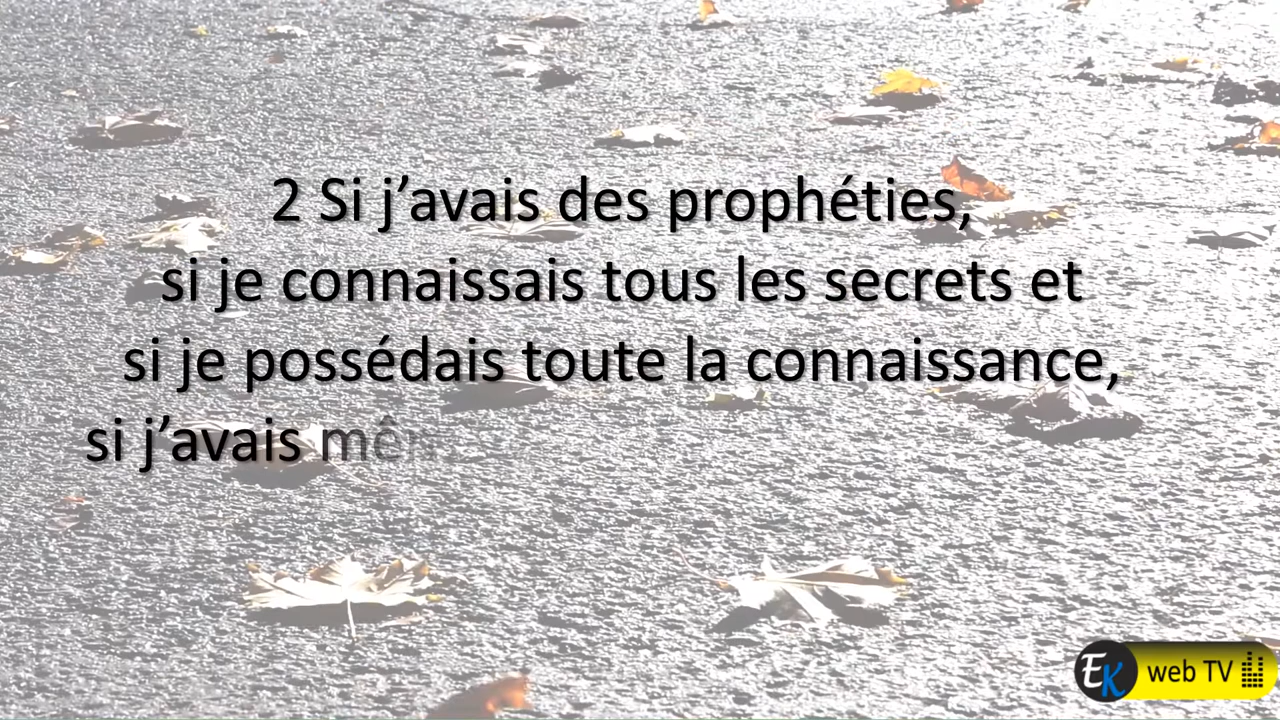 2 Si j’avais des prophéties,
si je connaissais tous les secrets et
si je possédais toute la connaissance,
si j’avais
EK web TV